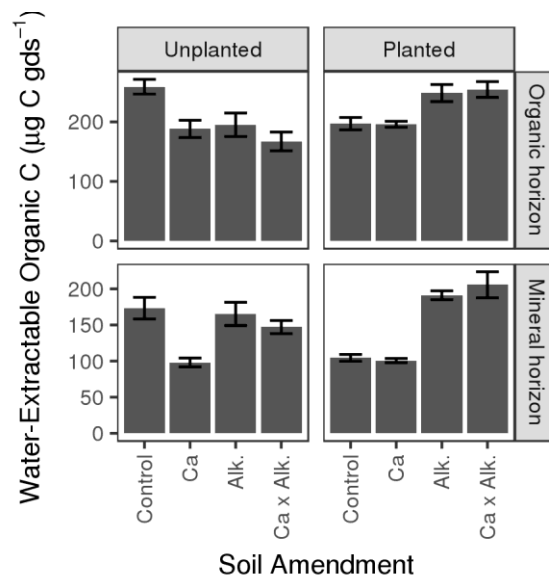 Water-Extractable Organic C (μg C gds⁻¹)
Unplanted
Planted
200
100
0
Organic horizon
200
150
100
50
0
Mineral horizon
Control
Ca
Alk.
Ca x Alk.
Control
Ca
Alk.
Ca x Alk.
Soil Amendment